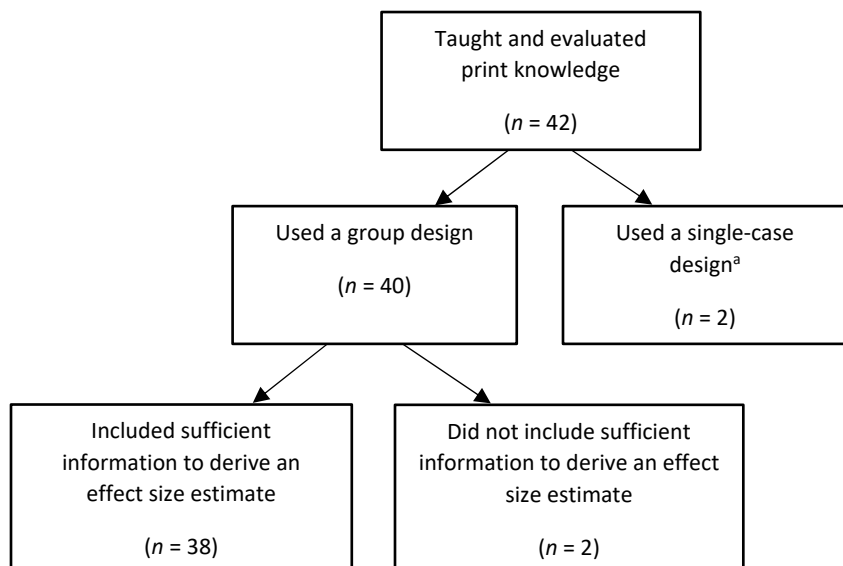 Taught and evaluated
print knowledge
(n = 42)
Used a group design
(n = 40)
Used a single-case
designᵃ
(n = 2)
Included sufficient
information to derive an
effect size estimate
(n = 38)
Did not include sufficient
information to derive an effect
size estimate
(n = 2)